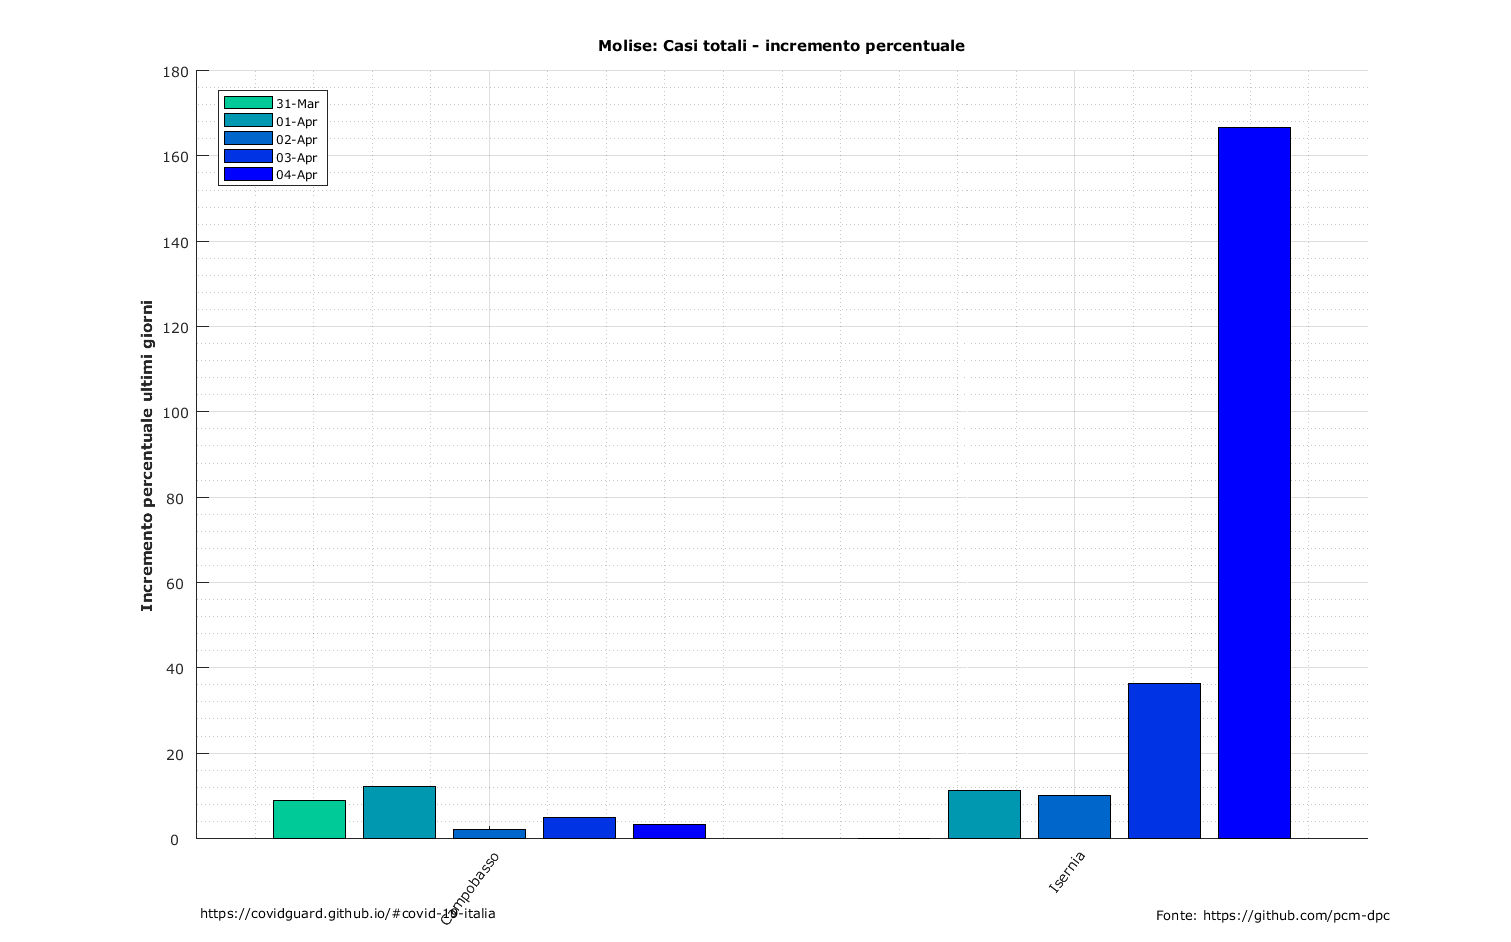 Molise: Casi totali - incremento percentuale
180
160
140
120
100
80
60
40
20
0
Incremento percentuale ultimi giorni
31-Mar
01-Apr
02-Apr
03-Apr
04-Apr
Campobasso
Isernia
https://covidguard.github.io/#covid-19-italia
Fonte: https://github.com/pcm-dpc